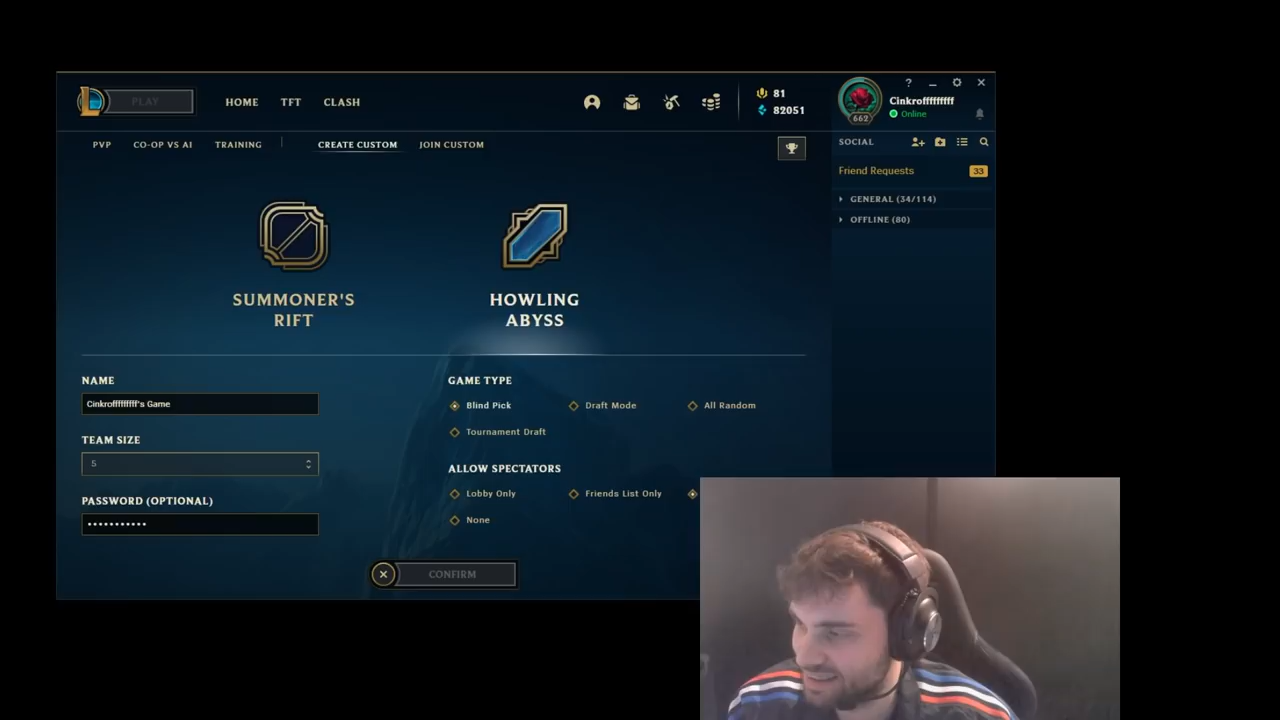 PLAY
HOME
TFT
CLASH
81
82051
662
?
Cinkrofffffffff
Online
PVP
CO-OP VS AI
TRAINING
CREATE CUSTOM
JOIN CUSTOM
SOCIAL
Friend Requests
33
GENERAL (34/114)
OFFLINE (80)
SUMMONER'S
RIFT
HOWLING
ABYSS
NAME
Cinkrofffffffff's Game
TEAM SIZE
5
PASSWORD (OPTIONAL)
•••••••••••
GAME TYPE
Blind Pick
Draft Mode
All Random
Tournament Draft
ALLOW SPECTATORS
Lobby Only
Friends List Only
None
CONFIRM